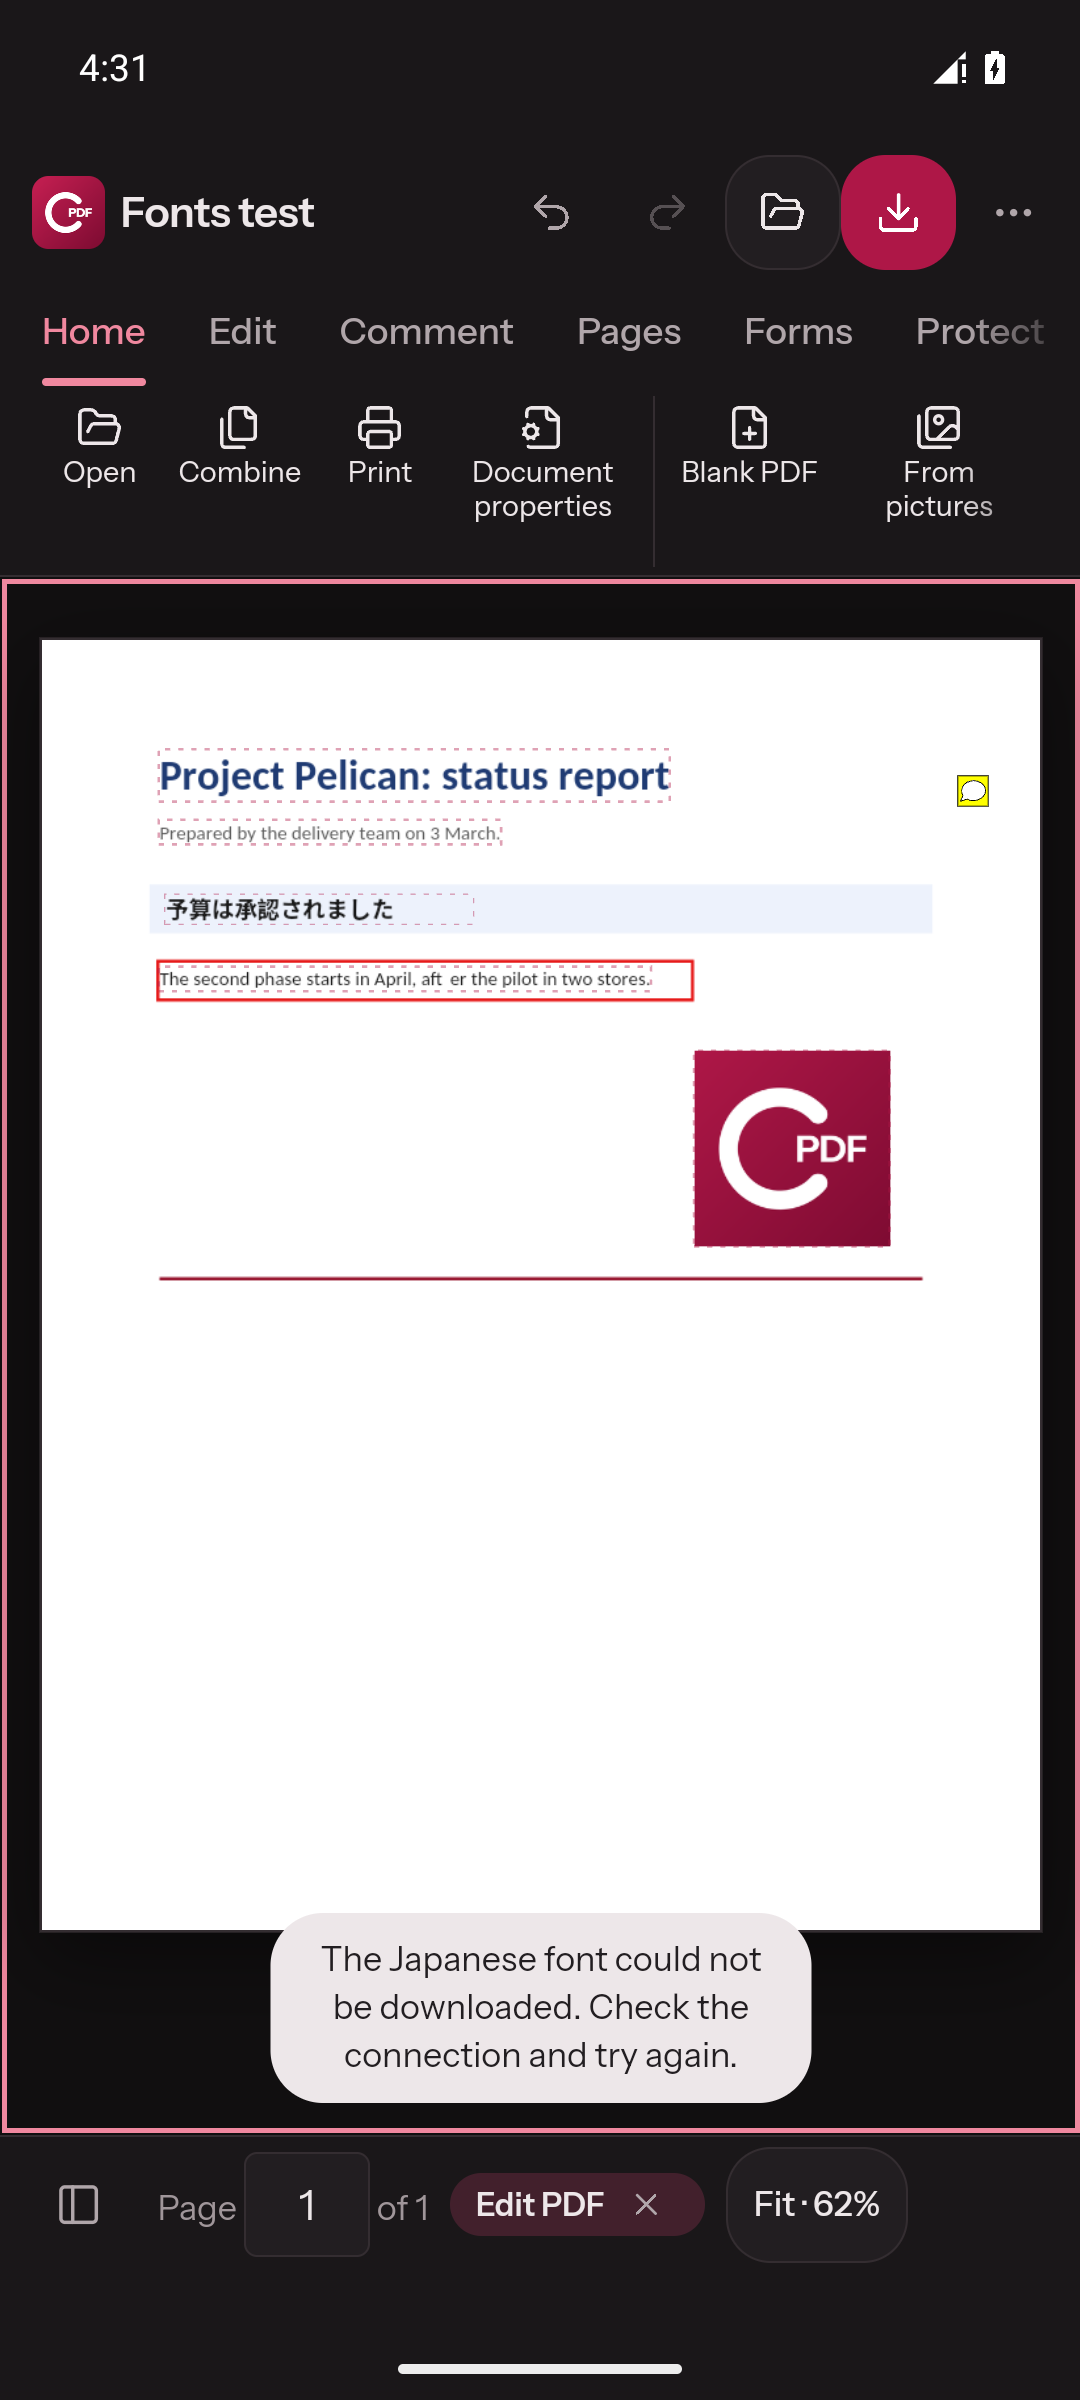 4:31
PDF
Fonts test
Home Edit Comment Pages Forms Protect
Open Combine Print Document properties Blank PDF From pictures
Project Pelican: status report
Prepared by the delivery team on 3 March.
予算は承認されました
The second phase starts in April, aft er the pilot in two stores.
PDF
The Japanese font could not
be downloaded. Check the
connection and try again.
Page 1 of 1 Edit PDF Fit · 62%